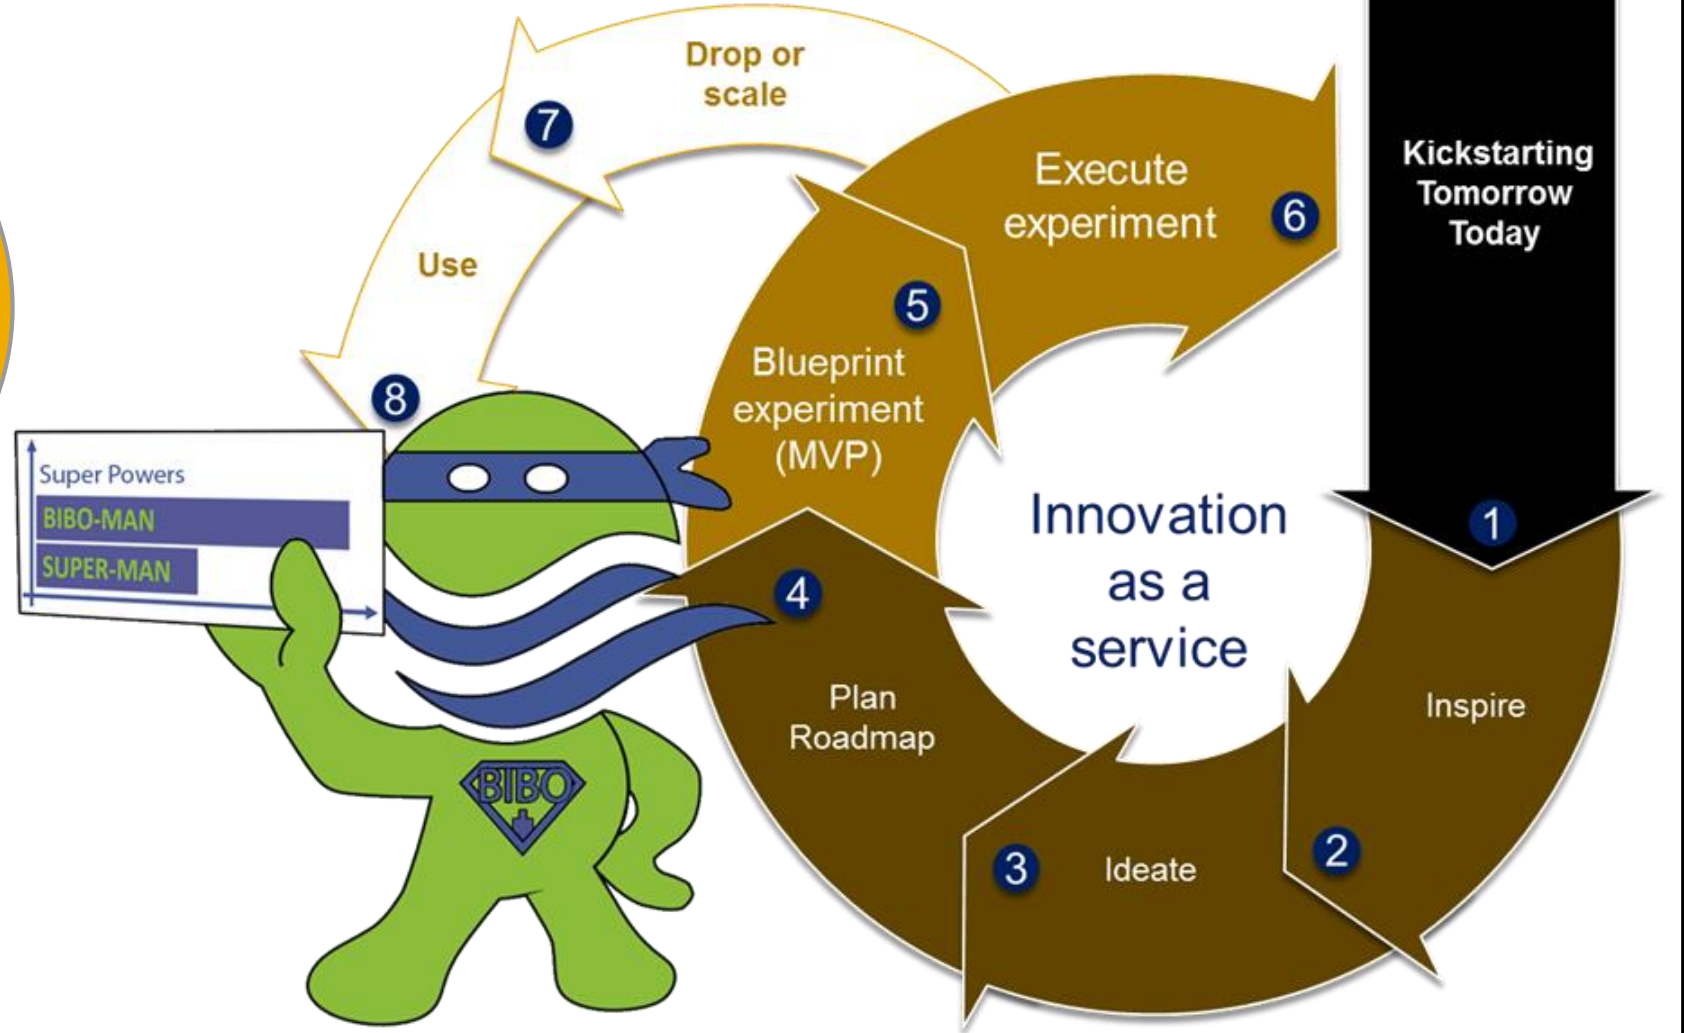 Kickstarting
Tomorrow
Today
1
Inspire
2
Ideate
3
Plan
Roadmap
4
Blueprint
experiment
(MVP)
5
Execute
experiment
6
Drop or
scale
7
Use
8
Innovation
as a
service
Super Powers
BIBO-MAN
SUPER-MAN
BIBO